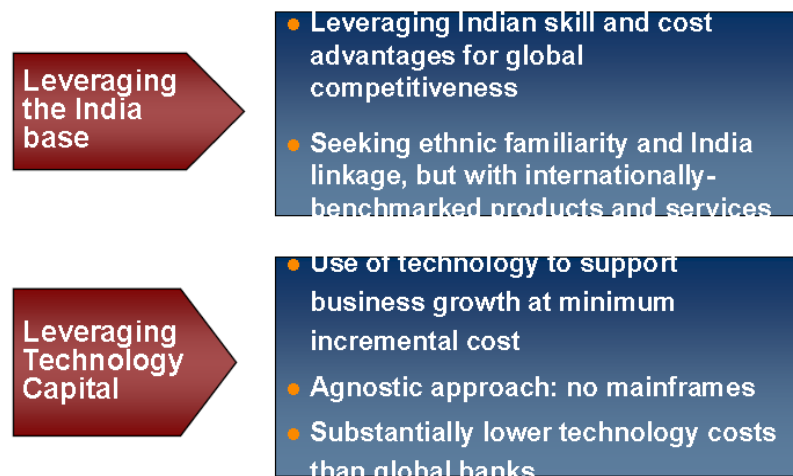 Leveraging
the India
base
● Leveraging Indian skill and cost
advantages for global
competitiveness
● Seeking ethnic familiarity and India
linkage, but with internationally-
benchmarked products and services
Leveraging
Technology
Capital
● Use of technology to support
business growth at minimum
incremental cost
● Agnostic approach: no mainframes
● Substantially lower technology costs
than global banks